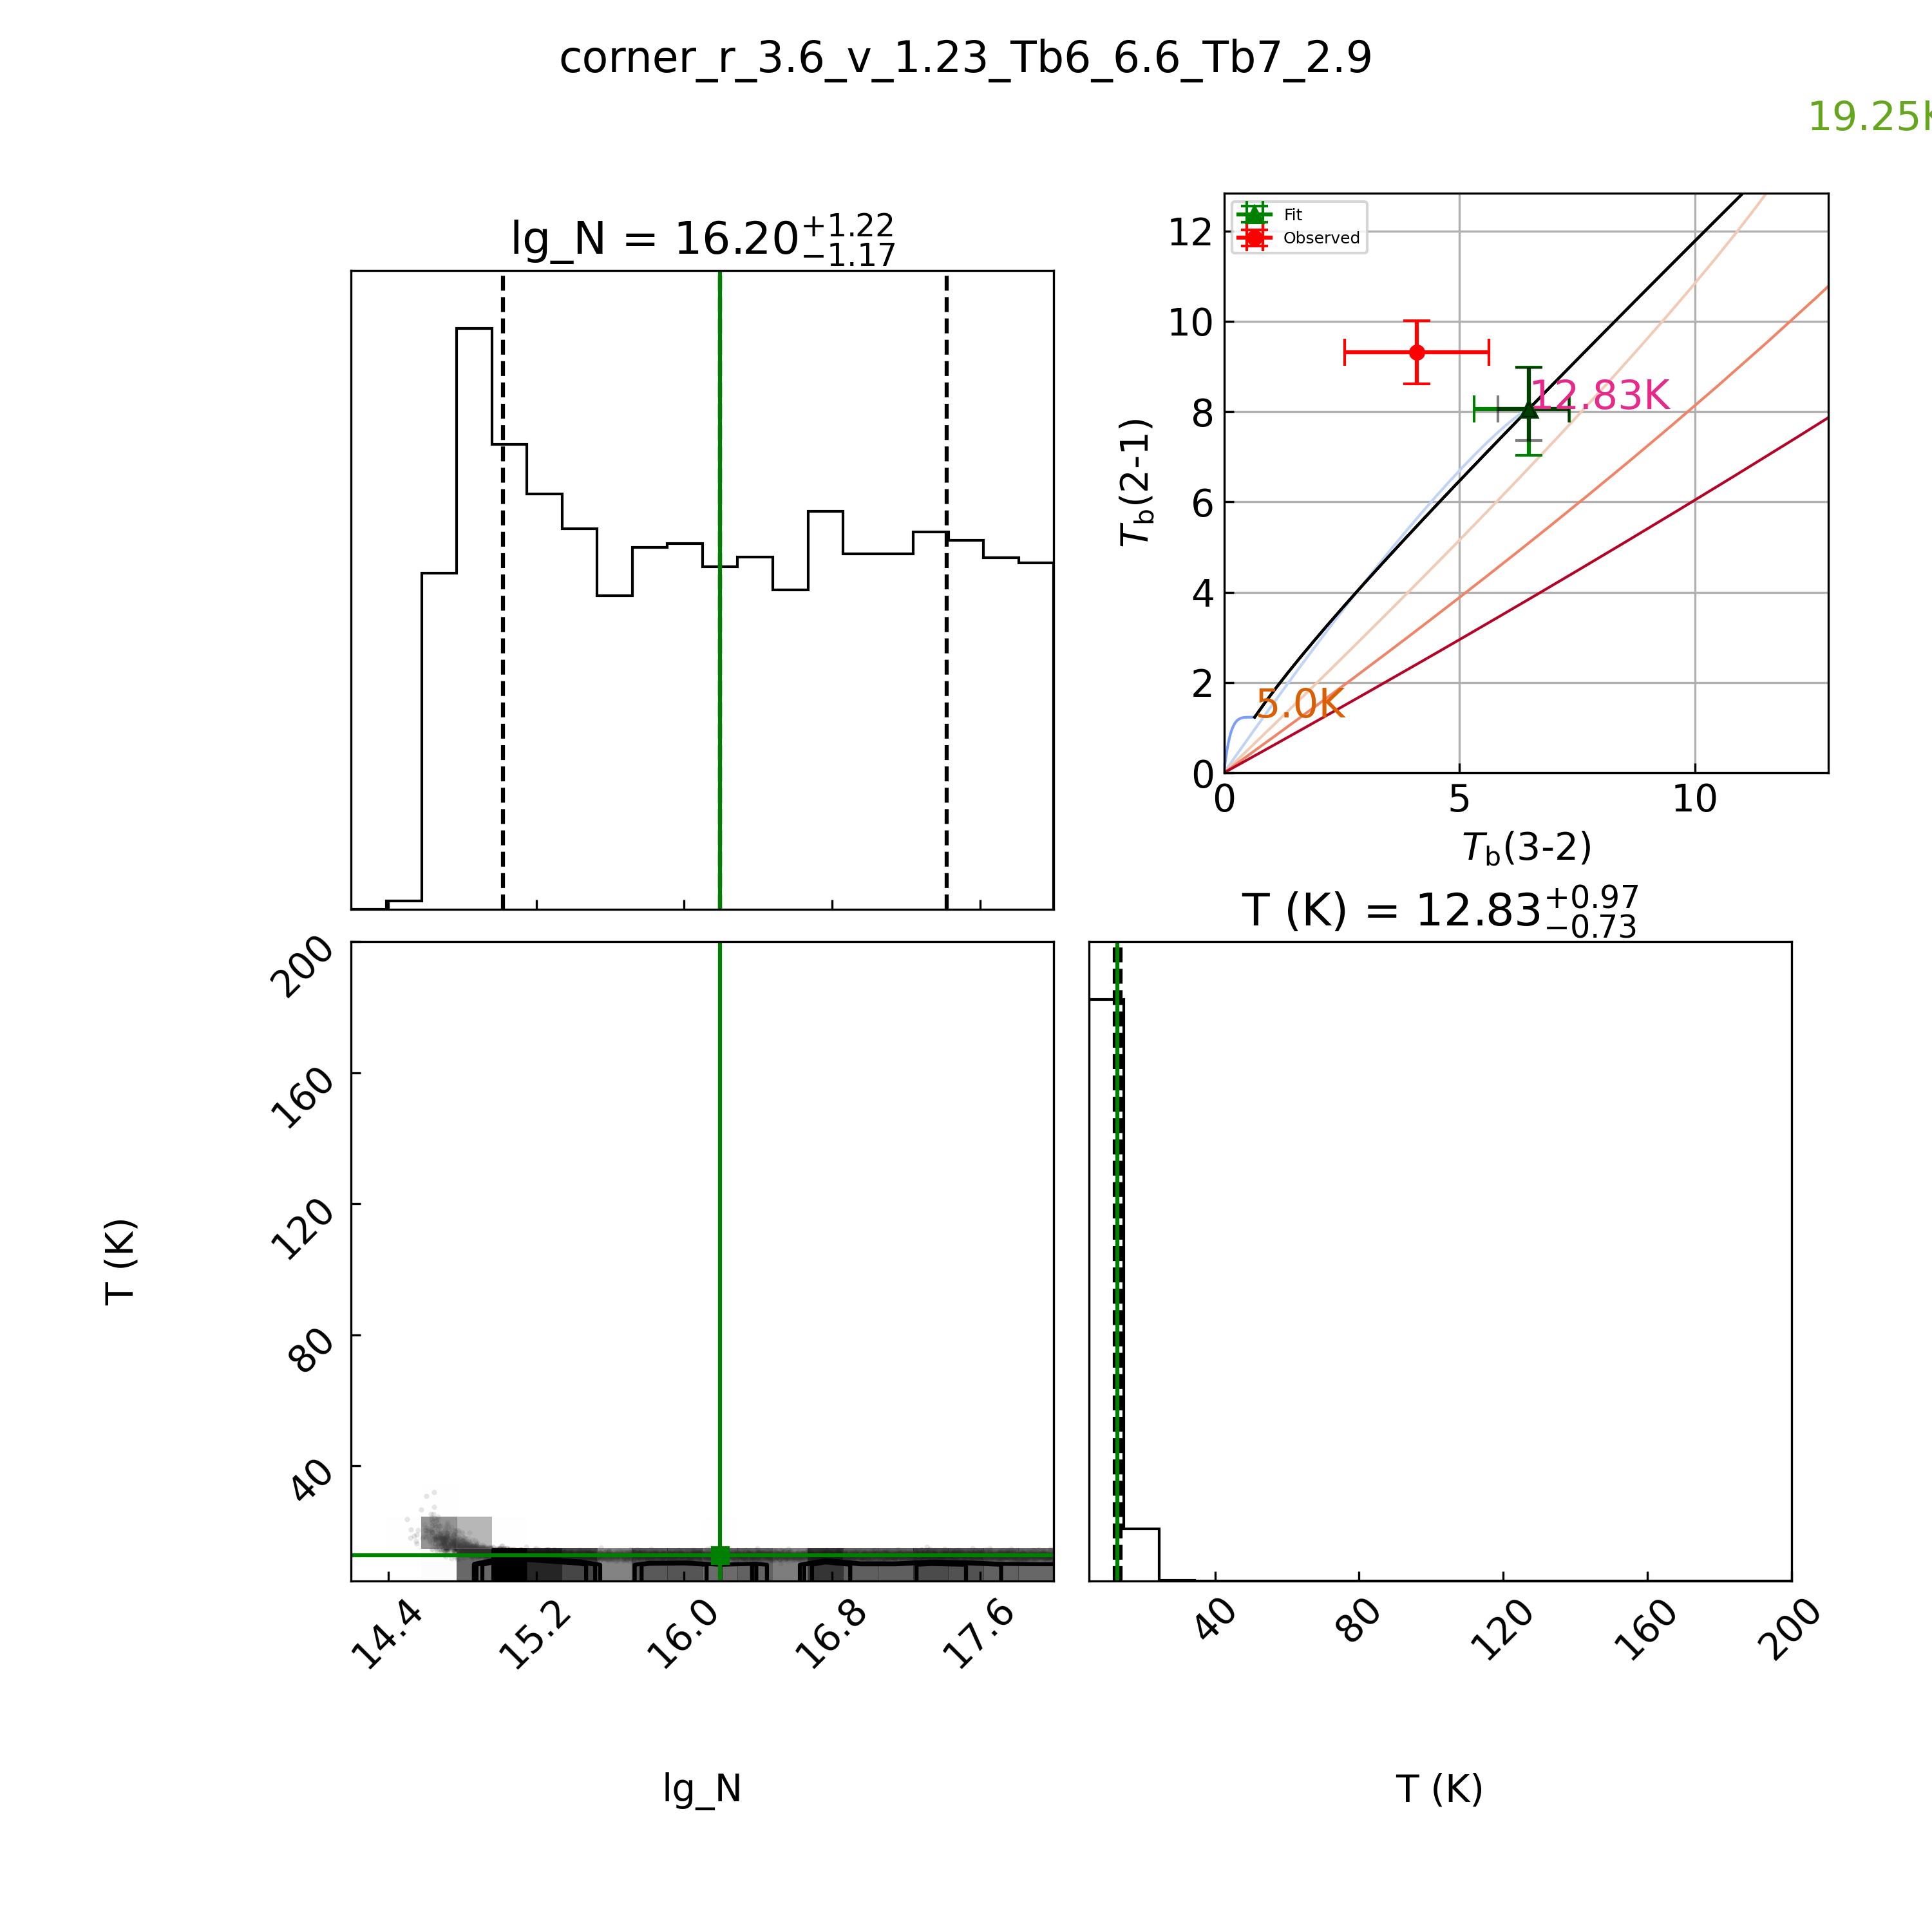 corner_r_3.6_v_1.23_Tb6_6.6_Tb7_2.9
19.25K
lg_N = 16.20 +1.22 −1.17
Fit
Observed
12.83K
5.0K
12
10
8
6
4
2
0
0 5 10
T_b(2-1)
T_b(3-2)
T (K) = 12.83 +0.97 −0.73
200
160
120
80
40
T (K)
14.4 15.2 16.0 16.8 17.6
lg_N
40 80 120 160 200
T (K)